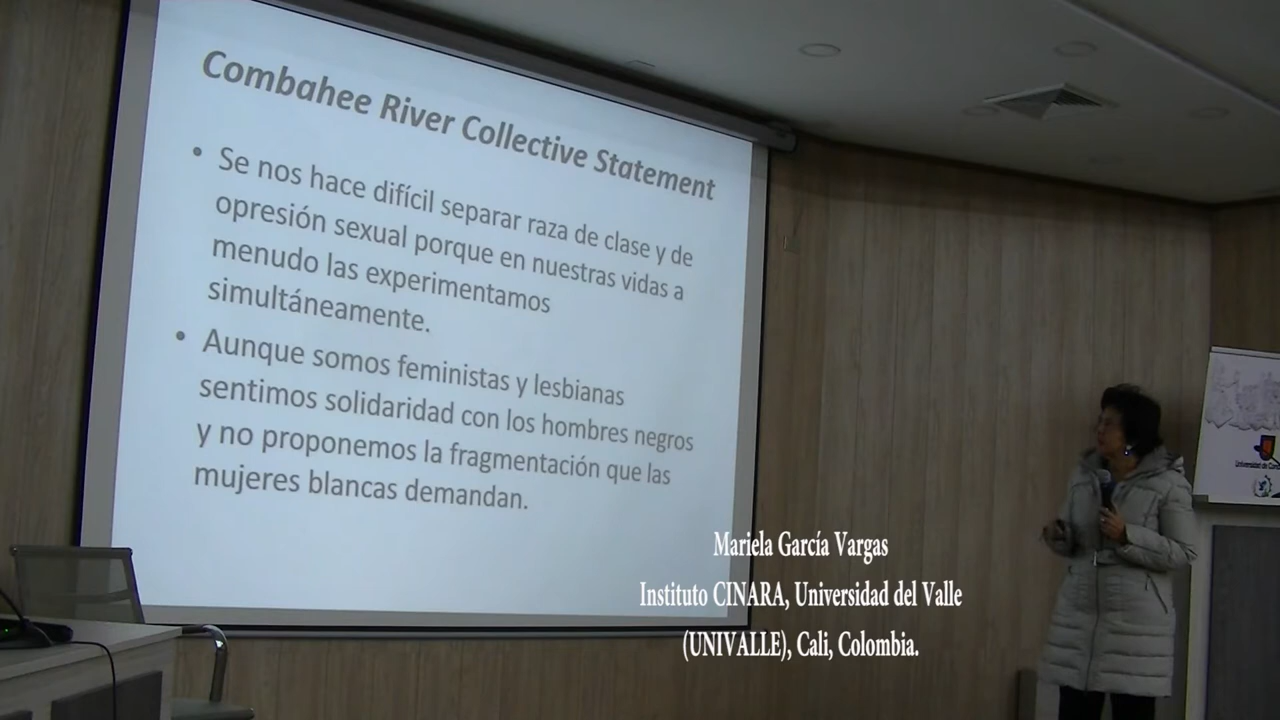 Combahee River Collective Statement
• Se nos hace difícil separar raza de clase y de
opresión sexual porque en nuestras vidas a
menudo las experimentamos
simultáneamente.
• Aunque somos feministas y lesbianas
sentimos solidaridad con los hombres negros
y no proponemos la fragmentación que las
mujeres blancas demandan.
Mariela García Vargas
Instituto CINARA, Universidad del Valle
(UNIVALLE), Cali, Colombia.
Universidad de